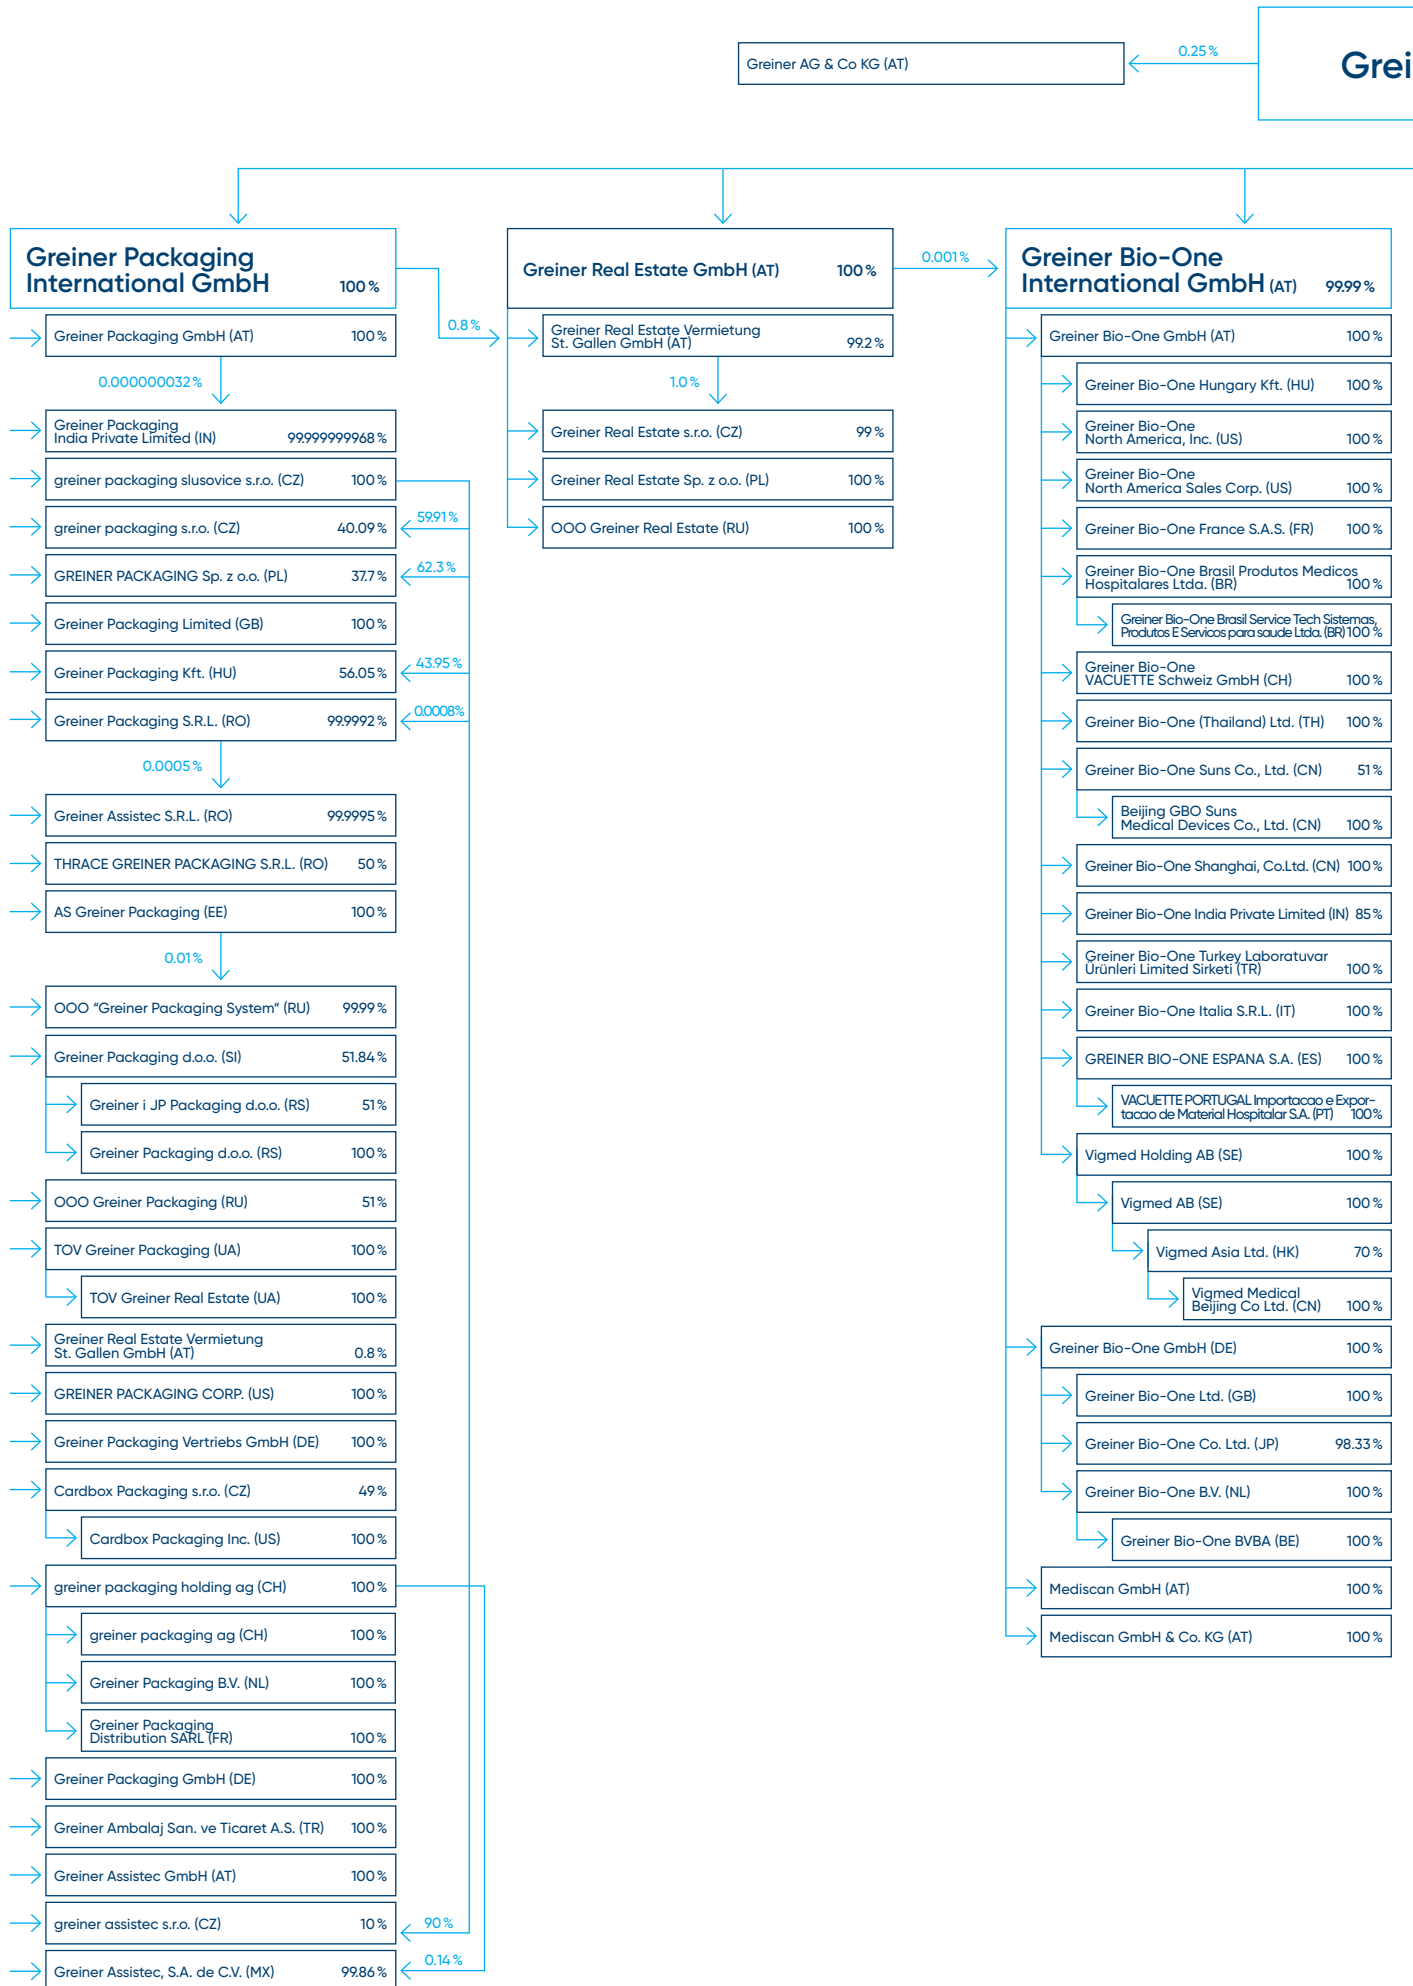 Greiner AG & Co KG (AT)
0.25 %
Grei
Greiner Packaging
International GmbH 100 %
Greiner Packaging GmbH (AT) 100 %
0.000000032 %
Greiner Packaging
India Private Limited (IN) 99.999999968 %
greiner packaging slusovice s.r.o. (CZ) 100 %
greiner packaging s.r.o. (CZ) 40.09 %
59.91 %
GREINER PACKAGING Sp. z o.o. (PL) 37.7 %
62.3 %
Greiner Packaging Limited (GB) 100 %
Greiner Packaging Kft. (HU) 56.05 %
43.95 %
Greiner Packaging S.R.L. (RO) 99.9992 %
0.0008%
0.0005 %
Greiner Assistec S.R.L. (RO) 99.9995 %
THRACE GREINER PACKAGING S.R.L. (RO) 50 %
AS Greiner Packaging (EE) 100 %
0.01 %
OOO "Greiner Packaging System" (RU) 99.99 %
Greiner Packaging d.o.o. (SI) 51.84 %
Greiner i JP Packaging d.o.o. (RS) 51 %
Greiner Packaging d.o.o. (RS) 100 %
OOO Greiner Packaging (RU) 51 %
TOV Greiner Packaging (UA) 100 %
TOV Greiner Real Estate (UA) 100 %
Greiner Real Estate Vermietung
St. Gallen GmbH (AT) 0.8 %
GREINER PACKAGING CORP. (US) 100 %
Greiner Packaging Vertriebs GmbH (DE) 100 %
Cardbox Packaging s.r.o. (CZ) 49 %
Cardbox Packaging Inc. (US) 100 %
greiner packaging holding ag (CH) 100 %
greiner packaging ag (CH) 100 %
Greiner Packaging B.V. (NL) 100 %
Greiner Packaging
Distribution SARL (FR) 100 %
Greiner Packaging GmbH (DE) 100 %
Greiner Ambalaj San. ve Ticaret A.S. (TR) 100 %
Greiner Assistec GmbH (AT) 100 %
greiner assistec s.r.o. (CZ) 10 %
90 %
Greiner Assistec, S.A. de C.V. (MX) 99.86 %
0.14 %
0.8 %
Greiner Real Estate GmbH (AT) 100 %
Greiner Real Estate Vermietung
St. Gallen GmbH (AT) 99.2 %
1.0 %
Greiner Real Estate s.r.o. (CZ) 99 %
Greiner Real Estate Sp. z o.o. (PL) 100 %
OOO Greiner Real Estate (RU) 100 %
0.001 %
Greiner Bio-One
International GmbH (AT) 99.99 %
Greiner Bio-One GmbH (AT) 100 %
Greiner Bio-One Hungary Kft. (HU) 100 %
Greiner Bio-One
North America, Inc. (US) 100 %
Greiner Bio-One
North America Sales Corp. (US) 100 %
Greiner Bio-One France S.A.S. (FR) 100 %
Greiner Bio-One Brasil Produtos Medicos
Hospitalares Ltda. (BR) 100 %
Greiner Bio-One Brasil Service Tech Sistemas,
Produtos E Servicos para saude Ltda. (BR) 100 %
Greiner Bio-One
VACUETTE Schweiz GmbH (CH) 100 %
Greiner Bio-One (Thailand) Ltd. (TH) 100 %
Greiner Bio-One Suns Co., Ltd. (CN) 51 %
Beijing GBO Suns
Medical Devices Co., Ltd. (CN) 100 %
Greiner Bio-One Shanghai, Co.Ltd. (CN) 100 %
Greiner Bio-One India Private Limited (IN) 85 %
Greiner Bio-One Turkey Laboratuvar
Ürünleri Limited Sirketi (TR) 100 %
Greiner Bio-One Italia S.R.L. (IT) 100 %
GREINER BIO-ONE ESPANA S.A. (ES) 100 %
VACUETTE PORTUGAL Importacao e Expor-
tacao de Material Hospitalar S.A. (PT) 100%
Vigmed Holding AB (SE) 100 %
Vigmed AB (SE) 100 %
Vigmed Asia Ltd. (HK) 70 %
Vigmed Medical
Beijing Co Ltd. (CN) 100 %
Greiner Bio-One GmbH (DE) 100 %
Greiner Bio-One Ltd. (GB) 100 %
Greiner Bio-One Co. Ltd. (JP) 98.33 %
Greiner Bio-One B.V. (NL) 100 %
Greiner Bio-One BVBA (BE) 100 %
Mediscan GmbH (AT) 100 %
Mediscan GmbH & Co. KG (AT) 100 %